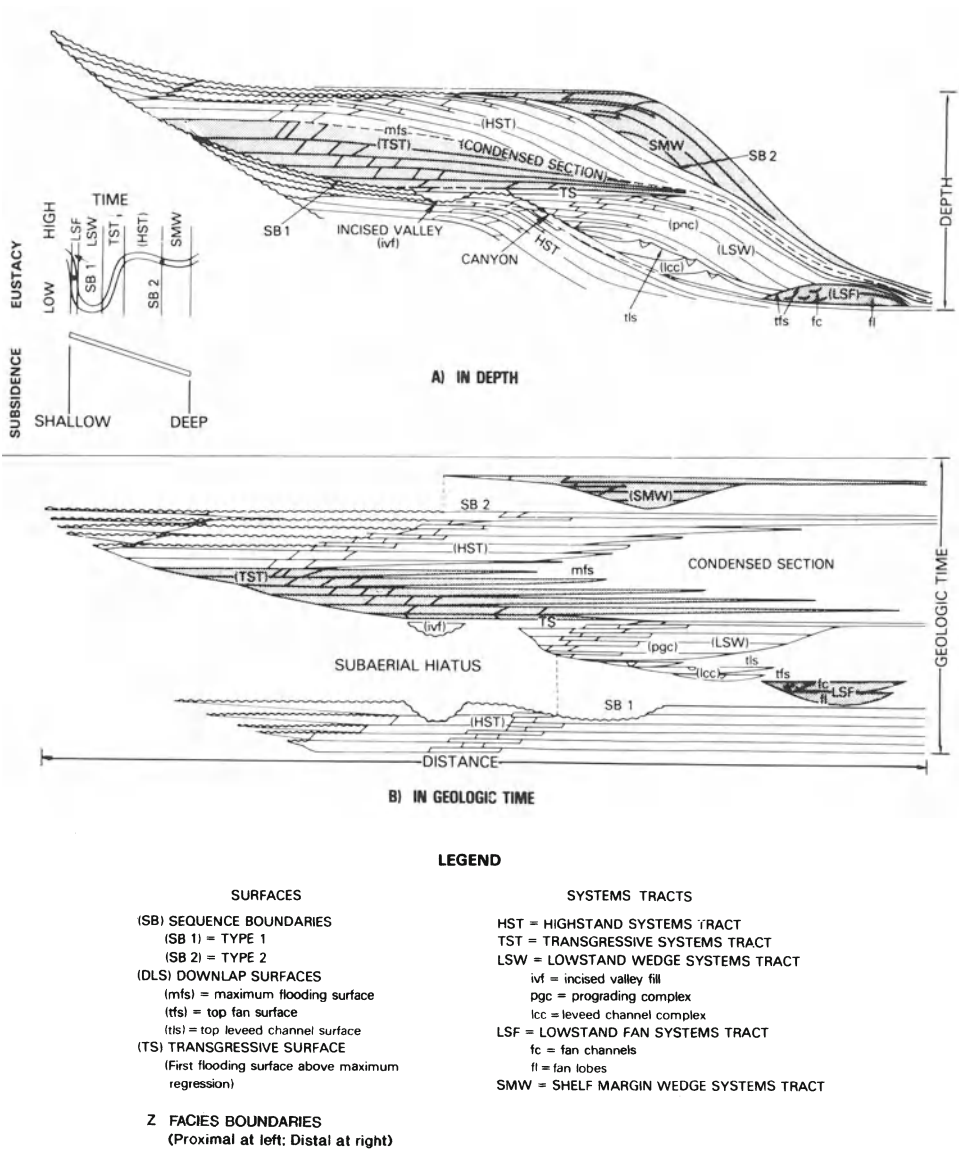 (HST)
mfs
(TST)
(CONDENSED SECTION)
SMW
SB 2
TS
SB 1
INCISED VALLEY
(ivf)
CANYON
HST
(pnc)
(LSW)
(lcc)
tls
(LSF)
tfs
fc
fl
DEPTH
TIME
EUSTACY
LOW HIGH
LSF
LSW
TST,
(HST)
SMW
SB 1
SB 2
SUBSIDENCE
SHALLOW DEEP
A) IN DEPTH
(SMW)
SB 2
(HST)
CONDENSED SECTION
mfs
(TST)
TS
(ivf)
(pgc)
(LSW)
SUBAERIAL HIATUS
tls
(lcc)
tfs
fc
LSF
fl
SB 1
(HST)
GEOLOGIC TIME
DISTANCE
B) IN GEOLOGIC TIME
LEGEND
SURFACES
(SB) SEQUENCE BOUNDARIES
(SB 1) = TYPE 1
(SB 2) = TYPE 2
(DLS) DOWNLAP SURFACES
(mfs) = maximum flooding surface
(tfs) = top fan surface
(tls) = top leveed channel surface
(TS) TRANSGRESSIVE SURFACE
(First flooding surface above maximum
regression)
Z FACIES BOUNDARIES
(Proximal at left: Distal at right)
SYSTEMS TRACTS
HST = HIGHSTAND SYSTEMS TRACT
TST = TRANSGRESSIVE SYSTEMS TRACT
LSW = LOWSTAND WEDGE SYSTEMS TRACT
ivf = incised valley fill
pgc = prograding complex
lcc = leveed channel complex
LSF = LOWSTAND FAN SYSTEMS TRACT
fc = fan channels
fl = fan lobes
SMW = SHELF MARGIN WEDGE SYSTEMS TRACT